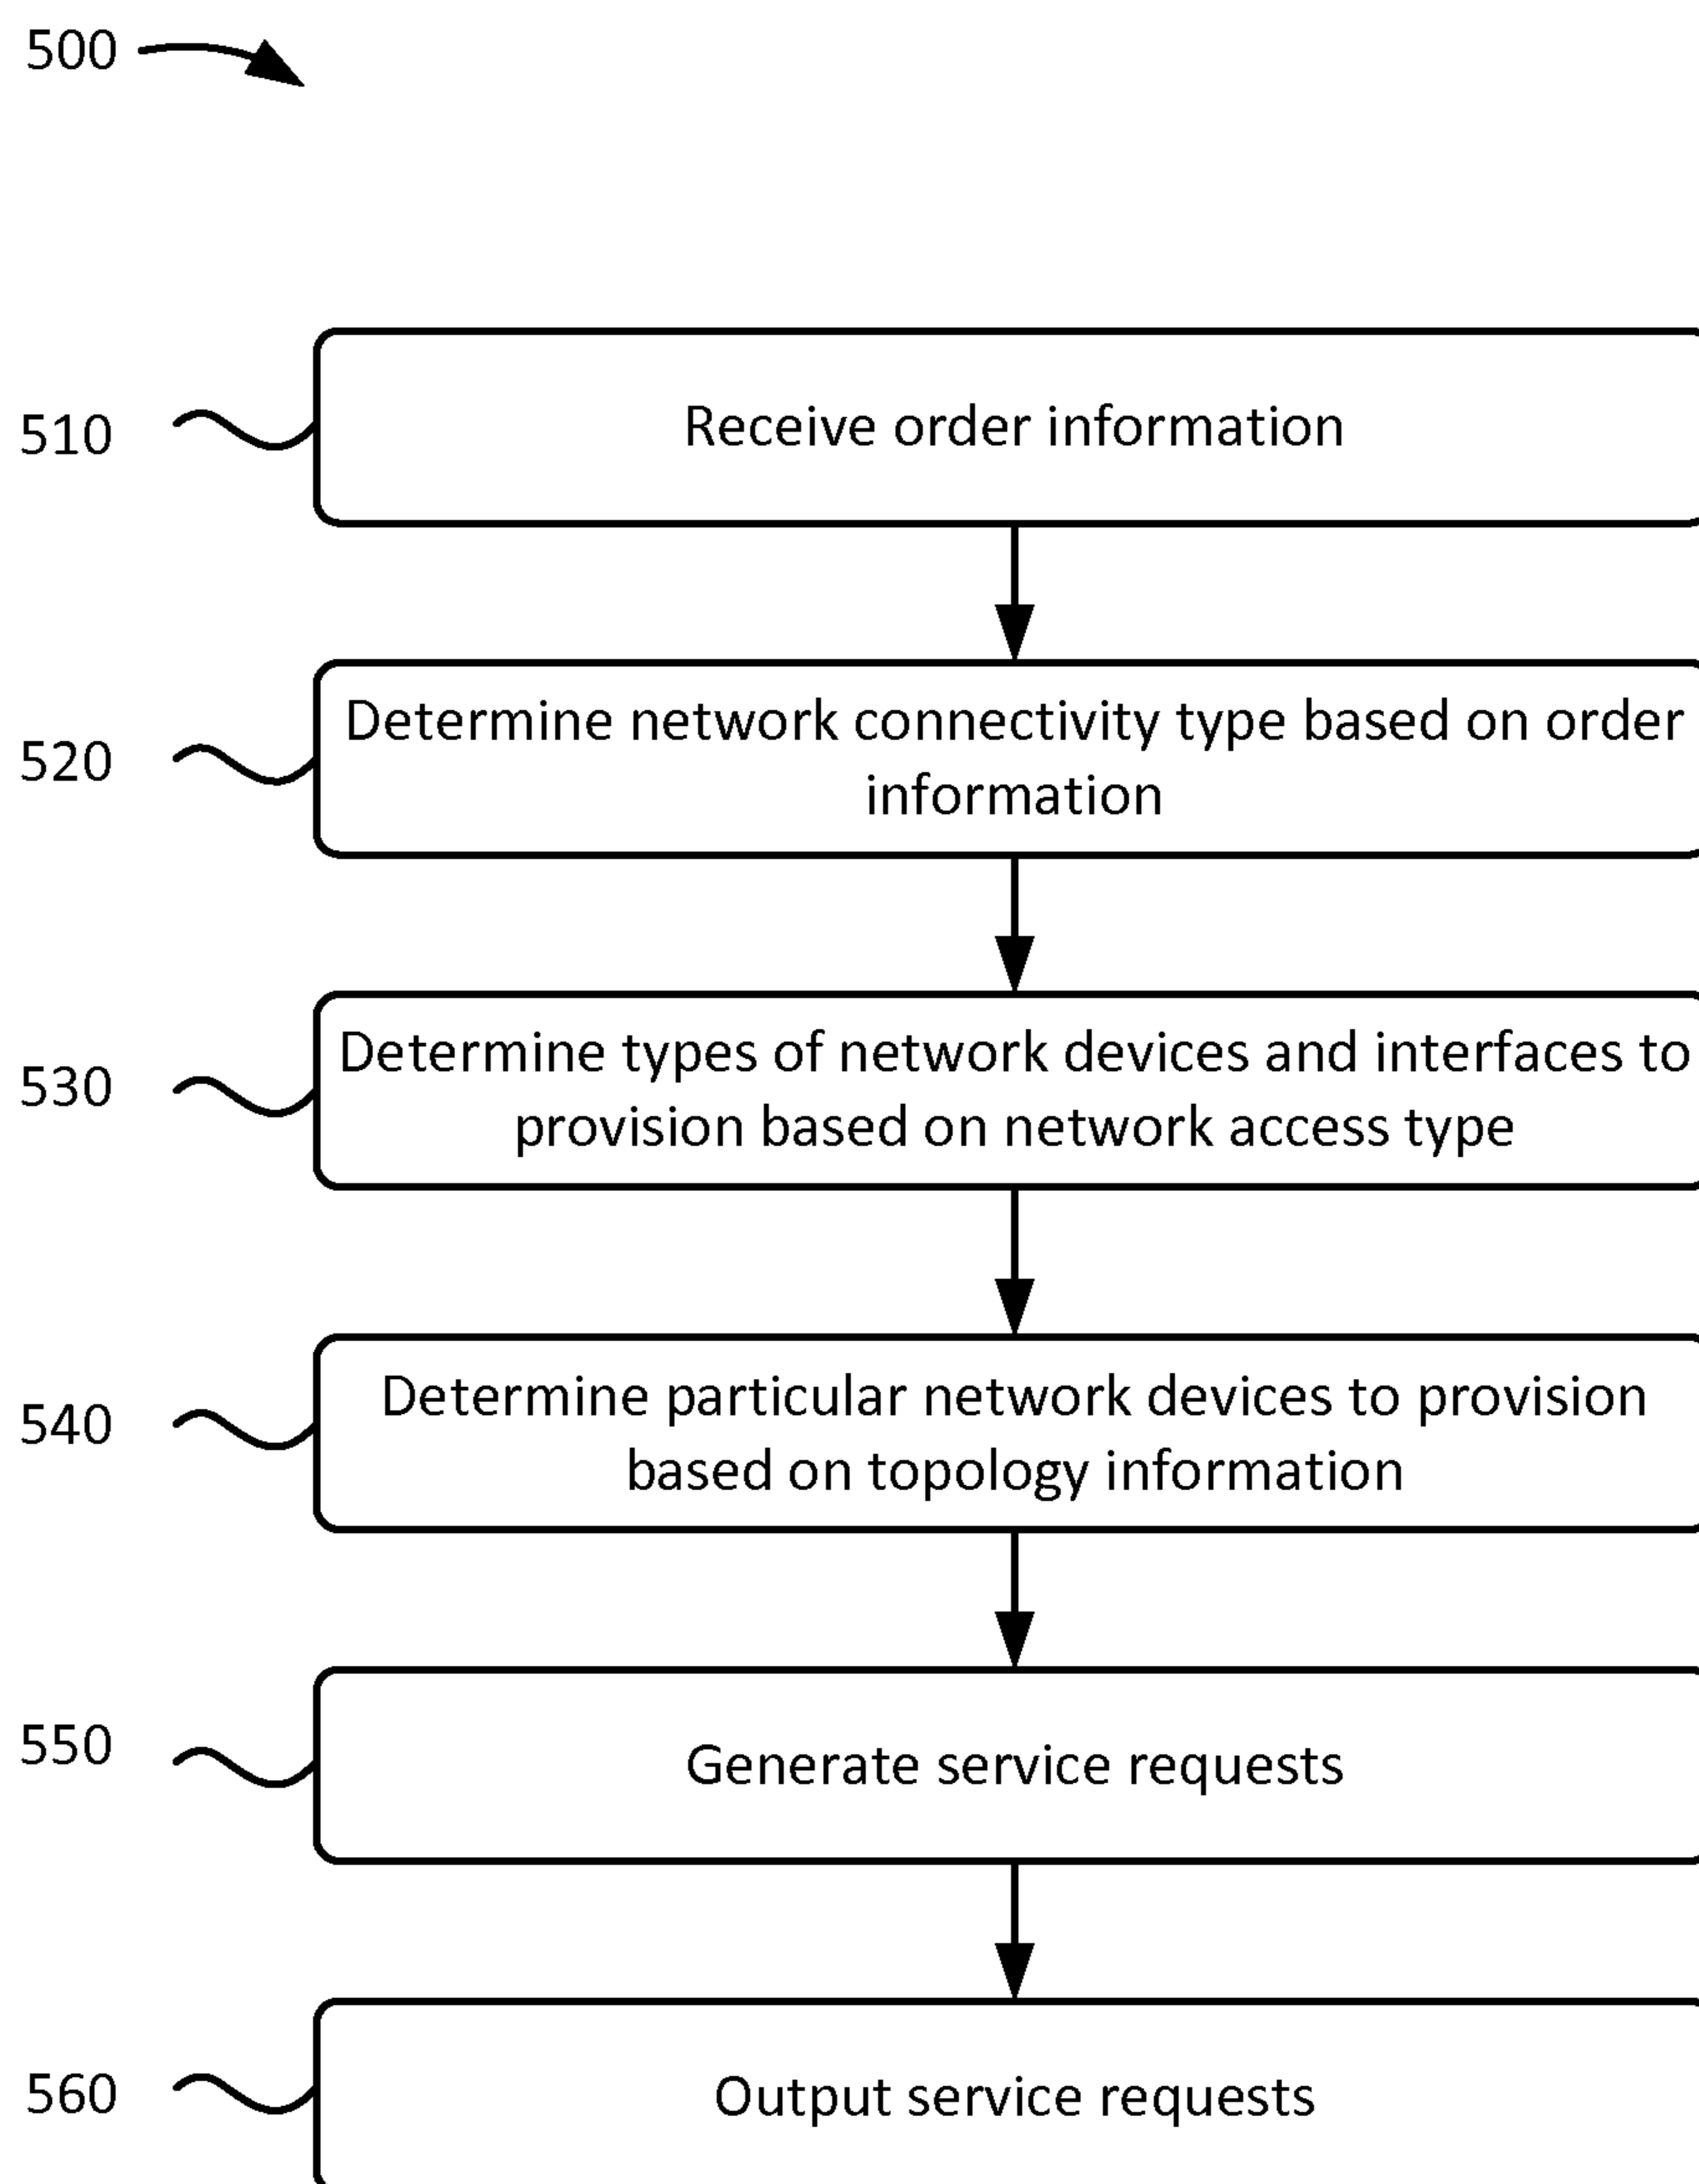 500
510
Receive order information
520
Determine network connectivity type based on order
information
530
Determine types of network devices and interfaces to
provision based on network access type
540
Determine particular network devices to provision
based on topology information
550
Generate service requests
560
Output service requests